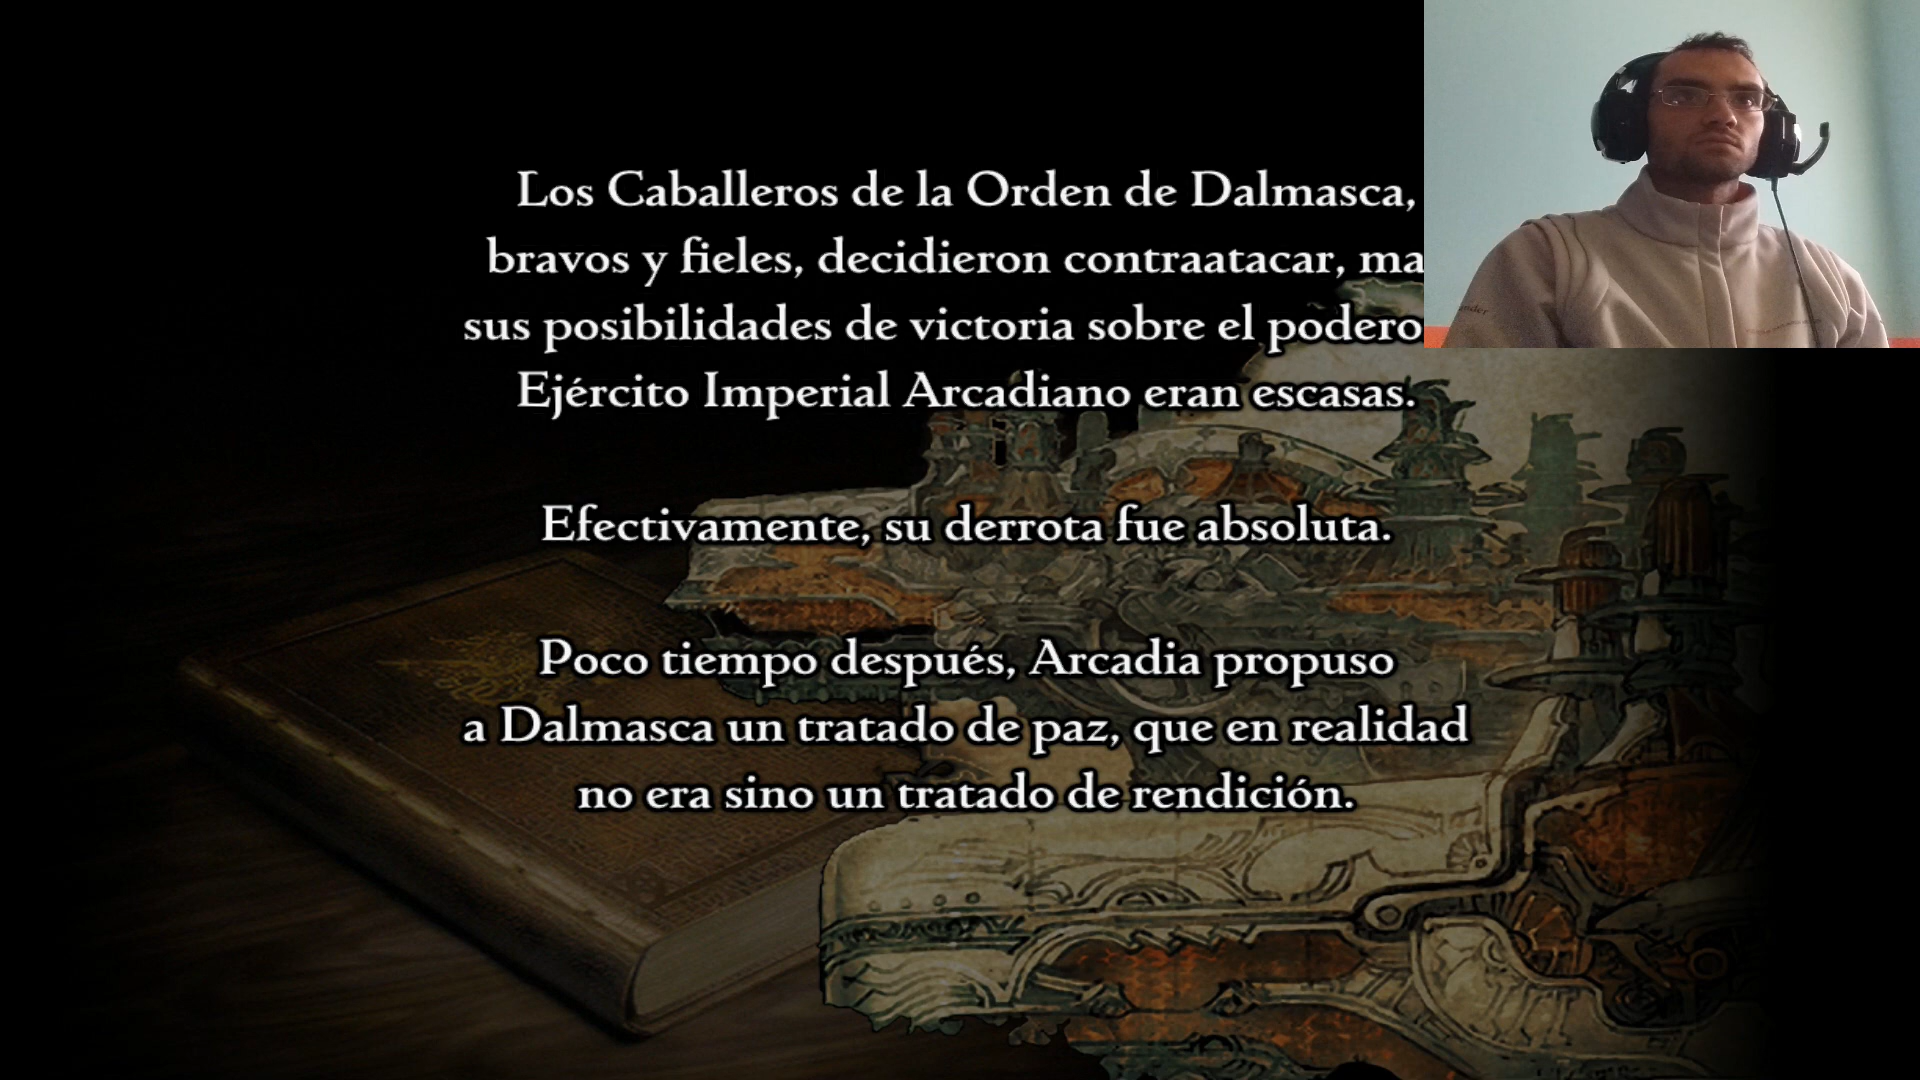 Los Caballeros de la Orden de Dalmasca,
bravos y fieles, decidieron contraatacar, ma
sus posibilidades de victoria sobre el podero
Ejército Imperial Arcadiano eran escasas.
Efectivamente, su derrota fue absoluta.
Poco tiempo después, Arcadia propuso
a Dalmasca un tratado de paz, que en realidad
no era sino un tratado de rendición.